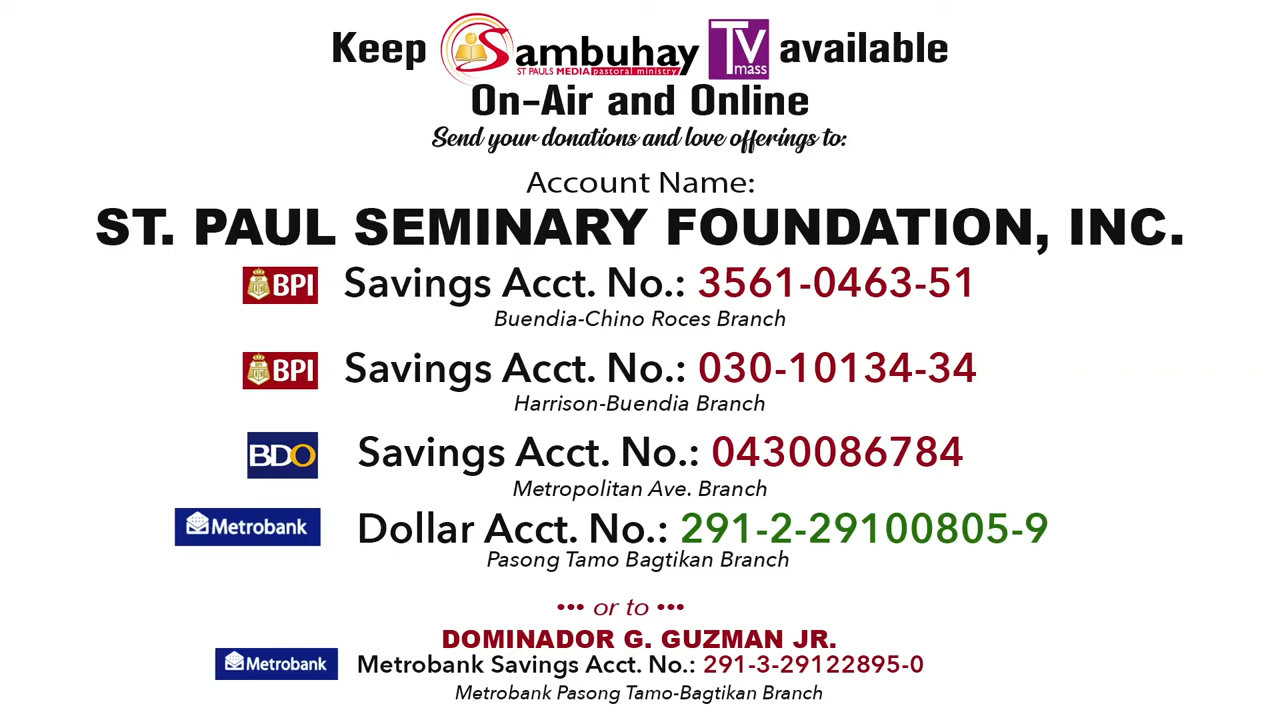 Keep Sambuhay TV mass available
ST PAULS MEDIA pastoral ministry
On-Air and Online
Send your donations and love offerings to:
Account Name:
ST. PAUL SEMINARY FOUNDATION, INC.
BPI Savings Acct. No.: 3561-0463-51
Buendia-Chino Roces Branch
BPI Savings Acct. No.: 030-10134-34
Harrison-Buendia Branch
BDO Savings Acct. No.: 0430086784
Metropolitan Ave. Branch
Metrobank Dollar Acct. No.: 291-2-29100805-9
Pasong Tamo Bagtikan Branch
••• or to •••
DOMINADOR G. GUZMAN JR.
Metrobank Metrobank Savings Acct. No.: 291-3-29122895-0
Metrobank Pasong Tamo-Bagtikan Branch